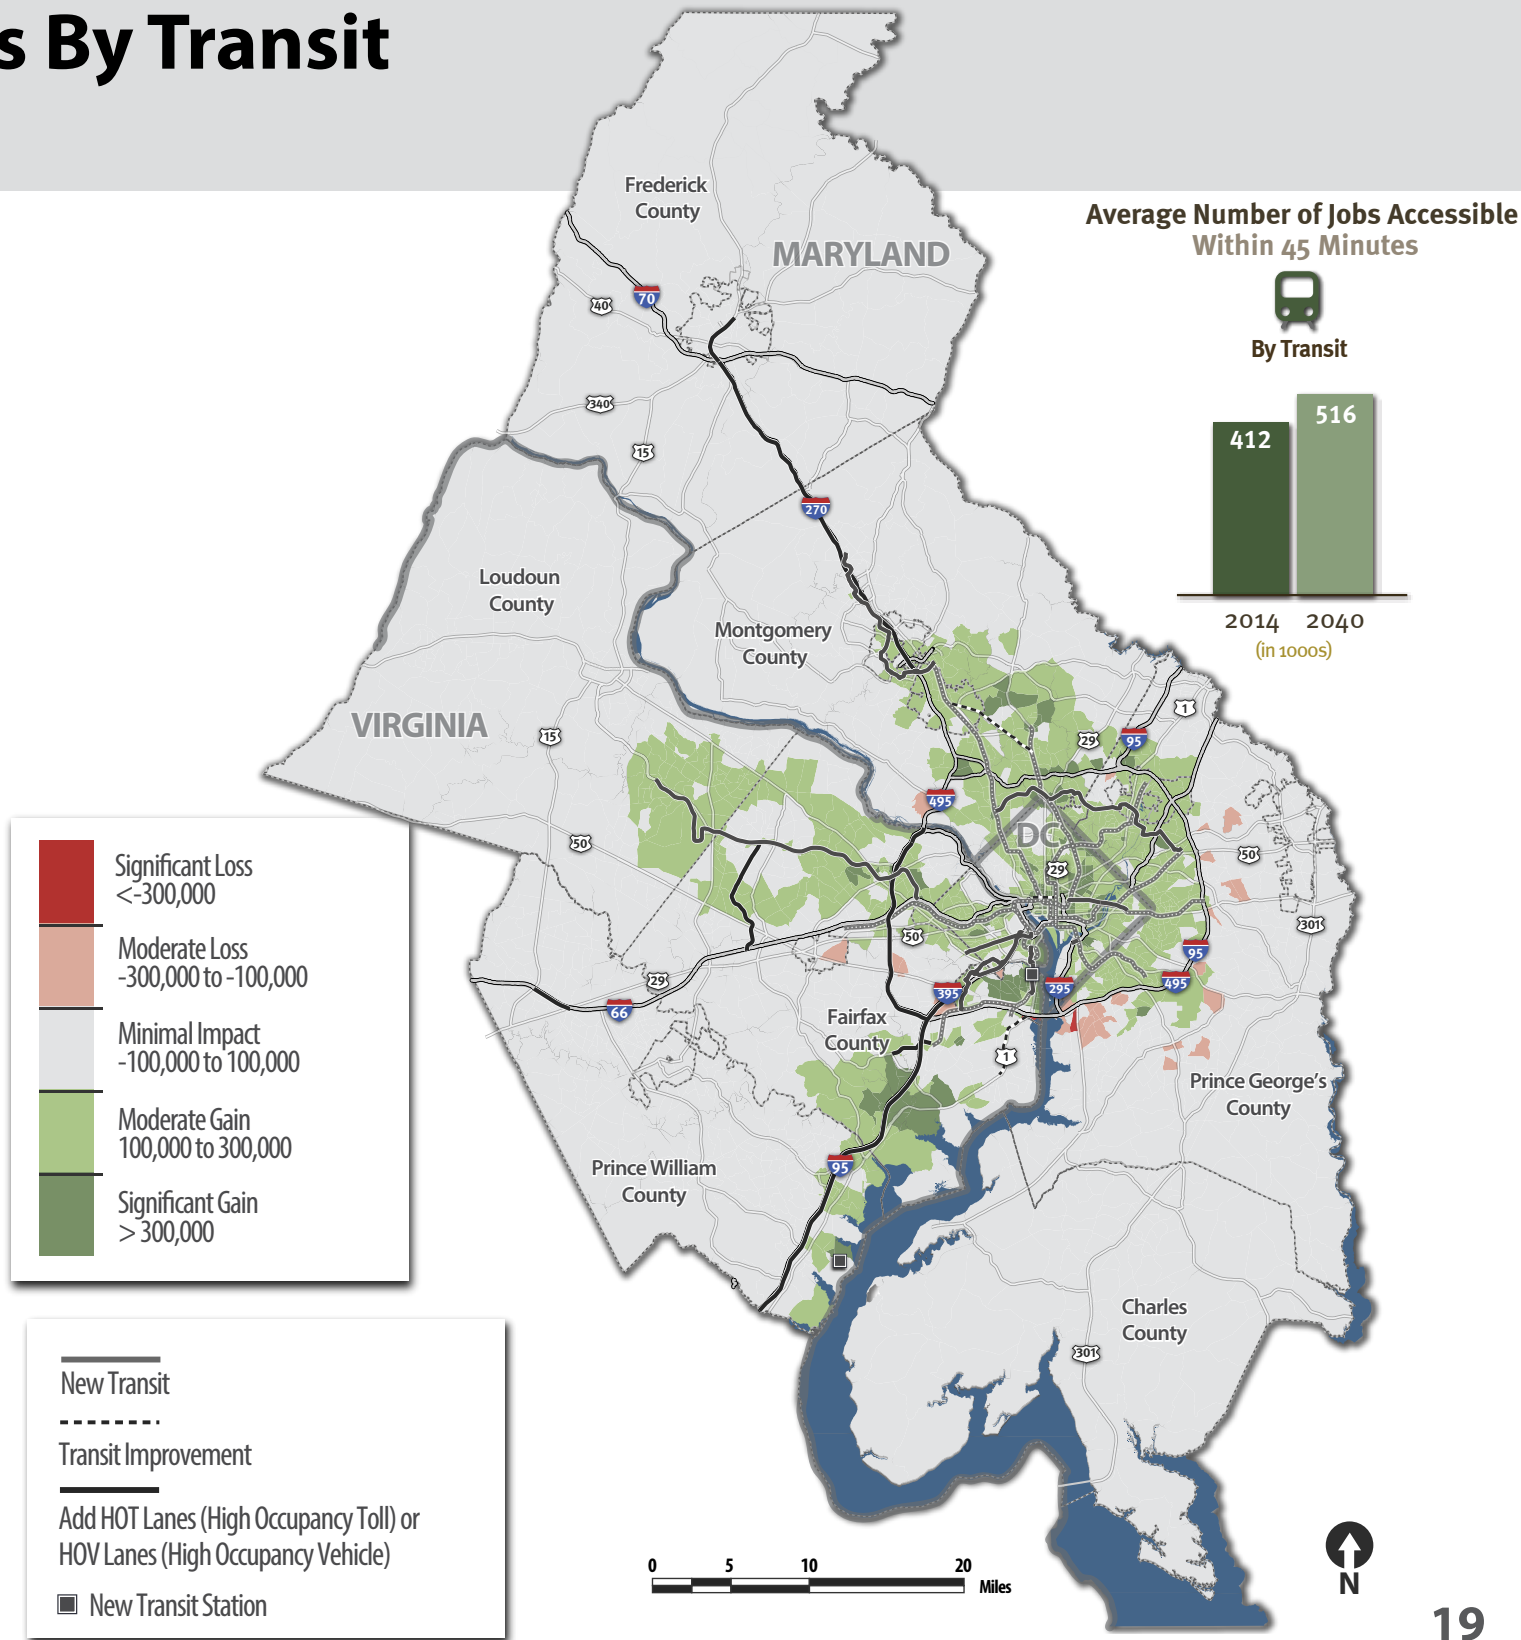 s By Transit
Frederick
County
MARYLAND
70
40
340
15
270
Average Number of Jobs Accessible
Within 45 Minutes
By Transit
412
516
2014
2040
(in 1000s)
Loudoun
County
Montgomery
County
VIRGINIA
15
1
29
95
495
50
DC
29
50
301
50
95
395
295
495
29
66
Fairfax
County
1
Prince George's
County
Prince William
County
95
Charles
County
301
Significant Loss
<-300,000
Moderate Loss
-300,000 to -100,000
Minimal Impact
-100,000 to 100,000
Moderate Gain
100,000 to 300,000
Significant Gain
> 300,000
New Transit
Transit Improvement
Add HOT Lanes (High Occupancy Toll) or
HOV Lanes (High Occupancy Vehicle)
New Transit Station
0 5 10 20
Miles
N
19